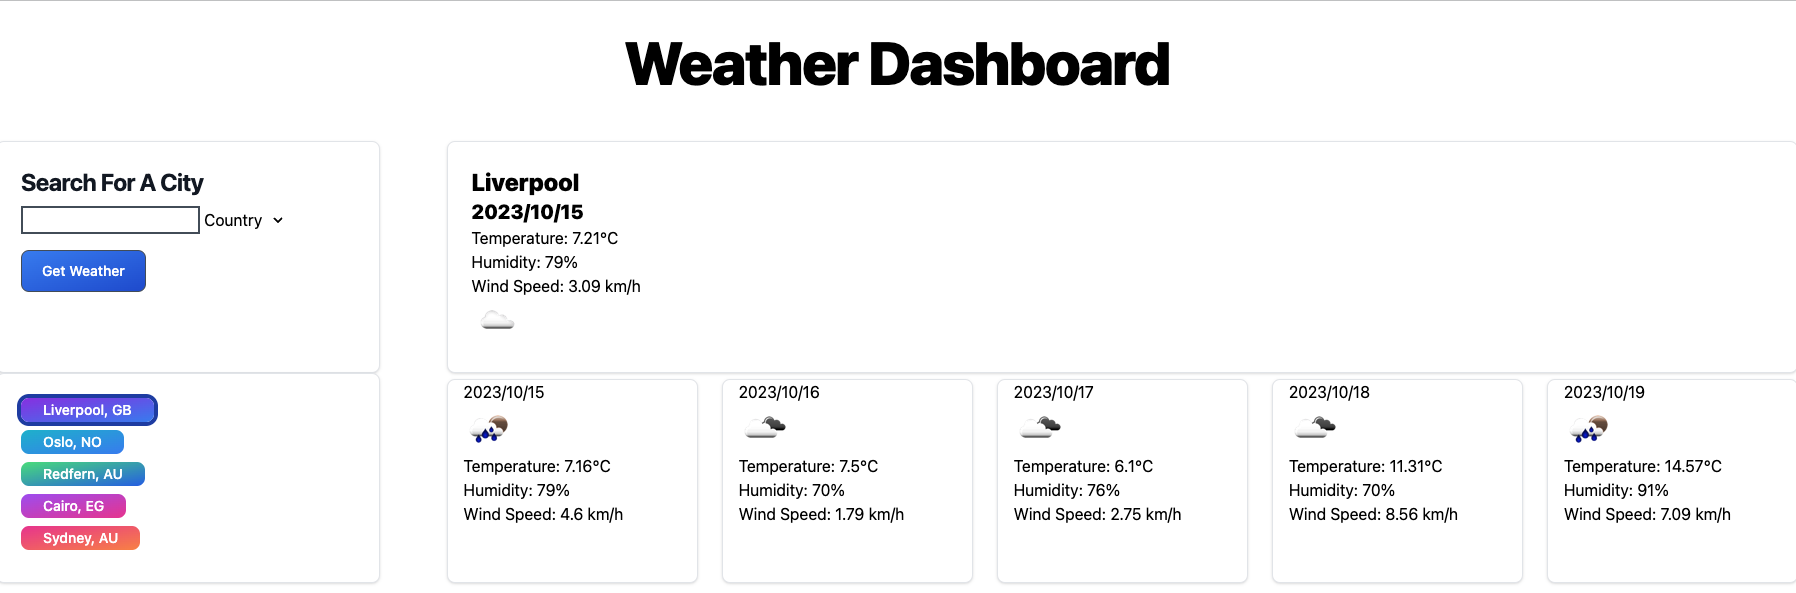 Weather Dashboard
Search For A City
Country
Get Weather
Liverpool, GB
Oslo, NO
Redfern, AU
Cairo, EG
Sydney, AU
Liverpool
2023/10/15
Temperature: 7.21°C
Humidity: 79%
Wind Speed: 3.09 km/h
2023/10/15
Temperature: 7.16°C
Humidity: 79%
Wind Speed: 4.6 km/h
2023/10/16
Temperature: 7.5°C
Humidity: 70%
Wind Speed: 1.79 km/h
2023/10/17
Temperature: 6.1°C
Humidity: 76%
Wind Speed: 2.75 km/h
2023/10/18
Temperature: 11.31°C
Humidity: 70%
Wind Speed: 8.56 km/h
2023/10/19
Temperature: 14.57°C
Humidity: 91%
Wind Speed: 7.09 km/h